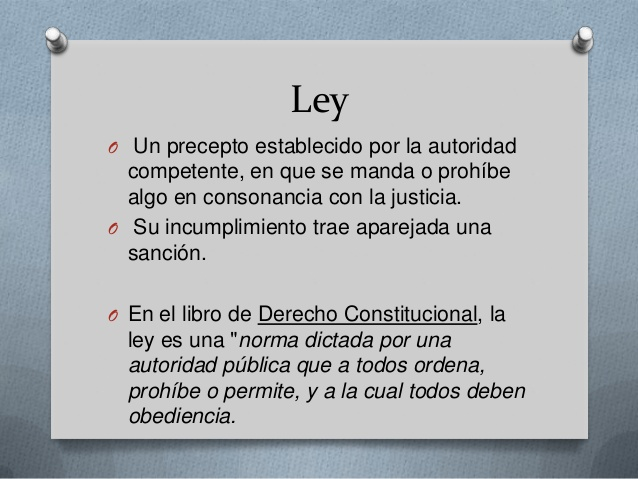 Ley
O Un precepto establecido por la autoridad
competente, en que se manda o prohíbe
algo en consonancia con la justicia.
O Su incumplimiento trae aparejada una
sanción.
O En el libro de Derecho Constitucional, la
ley es una "norma dictada por una
autoridad pública que a todos ordena,
prohíbe o permite, y a la cual todos deben
obediencia.